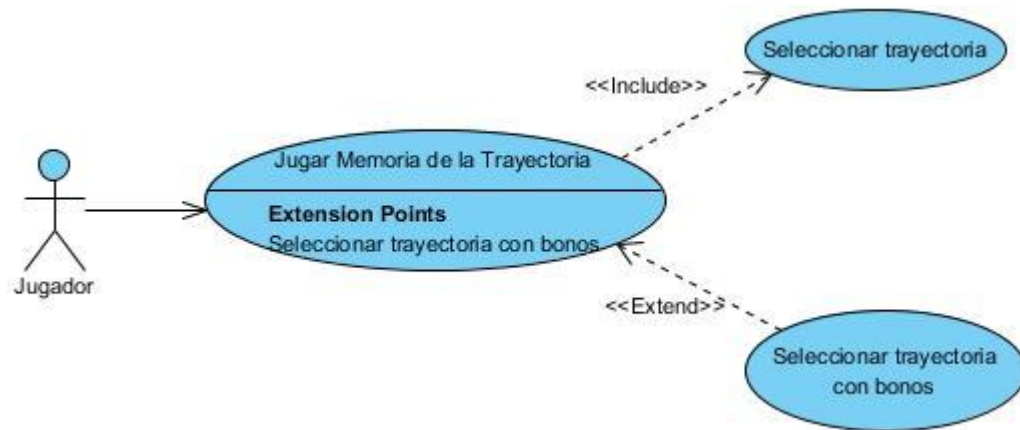 Seleccionar trayectoria
<<Include>>
Jugar Memoria de la Trayectoria
Extension Points
Seleccionar trayectoria con bonos
Jugador
<<Extend>>
Seleccionar trayectoria
con bonos